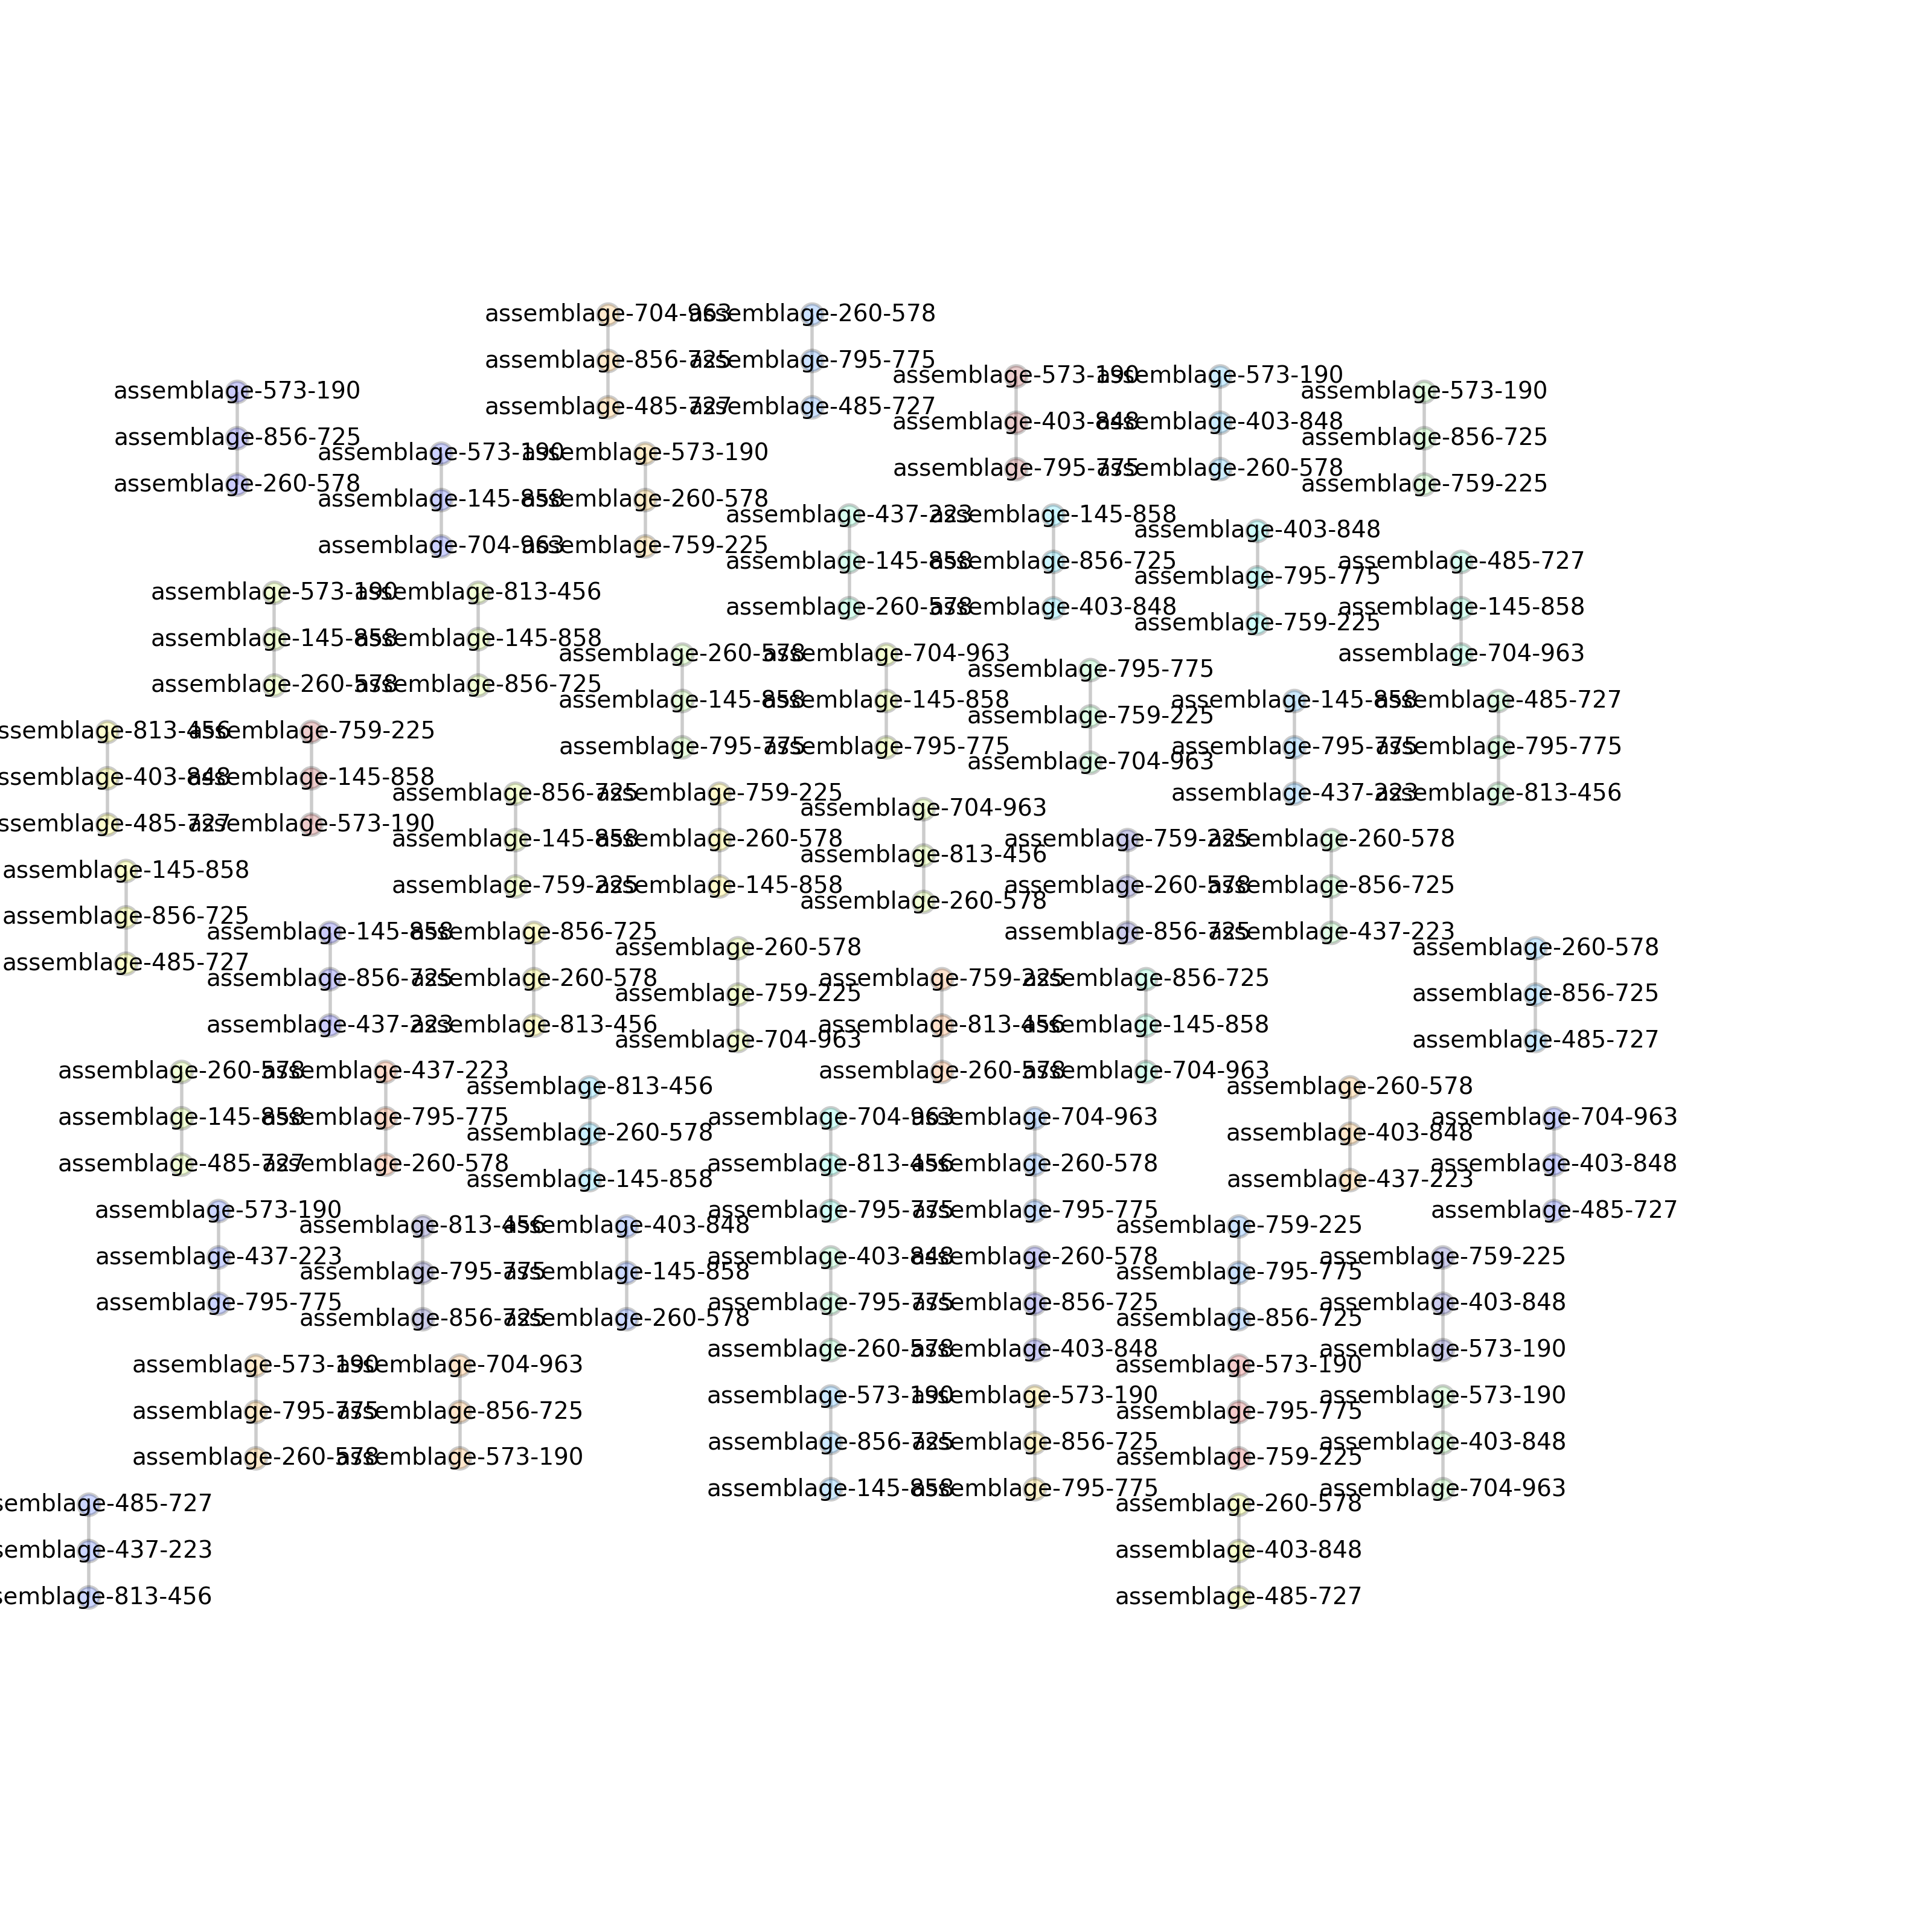 assemblage-704-963
assemblage-856-725
assemblage-485-727
assemblage-260-578
assemblage-795-775
assemblage-485-727
assemblage-573-190
assemblage-403-848
assemblage-795-775
assemblage-573-190
assemblage-403-848
assemblage-260-578
assemblage-573-190
assemblage-856-725
assemblage-759-225
assemblage-573-190
assemblage-856-725
assemblage-260-578
assemblage-573-190
assemblage-145-858
assemblage-704-963
assemblage-573-190
assemblage-260-578
assemblage-759-225
assemblage-437-223
assemblage-145-858
assemblage-260-578
assemblage-145-858
assemblage-856-725
assemblage-403-848
assemblage-403-848
assemblage-795-775
assemblage-759-225
assemblage-485-727
assemblage-145-858
assemblage-704-963
assemblage-573-190
assemblage-145-858
assemblage-260-578
assemblage-813-456
assemblage-145-858
assemblage-856-725
assemblage-260-578
assemblage-145-858
assemblage-795-775
assemblage-704-963
assemblage-145-858
assemblage-795-775
assemblage-795-775
assemblage-759-225
assemblage-704-963
assemblage-145-858
assemblage-795-775
assemblage-437-223
assemblage-485-727
assemblage-795-775
assemblage-813-456
ssemblage-813-456
ssemblage-403-848
ssemblage-485-727
assemblage-759-225
assemblage-145-858
assemblage-573-190
assemblage-856-725
assemblage-145-858
assemblage-759-225
assemblage-759-225
assemblage-260-578
assemblage-145-858
assemblage-704-963
assemblage-813-456
assemblage-260-578
assemblage-759-225
assemblage-260-578
assemblage-856-725
assemblage-260-578
assemblage-856-725
assemblage-437-223
assemblage-145-858
assemblage-856-725
assemblage-485-727
assemblage-145-858
assemblage-856-725
assemblage-437-223
assemblage-856-725
assemblage-260-578
assemblage-813-456
assemblage-260-578
assemblage-759-225
assemblage-704-963
assemblage-759-225
assemblage-813-456
assemblage-260-578
assemblage-856-725
assemblage-145-858
assemblage-704-963
assemblage-260-578
assemblage-856-725
assemblage-485-727
assemblage-260-578
assemblage-145-858
assemblage-485-727
assemblage-437-223
assemblage-795-775
assemblage-260-578
assemblage-813-456
assemblage-260-578
assemblage-145-858
assemblage-704-963
assemblage-813-456
assemblage-795-775
assemblage-704-963
assemblage-260-578
assemblage-795-775
assemblage-260-578
assemblage-403-848
assemblage-437-223
assemblage-704-963
assemblage-403-848
assemblage-485-727
assemblage-573-190
assemblage-437-223
assemblage-795-775
assemblage-813-456
assemblage-795-775
assemblage-856-725
assemblage-403-848
assemblage-145-858
assemblage-260-578
assemblage-403-848
assemblage-795-775
assemblage-260-578
assemblage-260-578
assemblage-856-725
assemblage-403-848
assemblage-759-225
assemblage-795-775
assemblage-856-725
assemblage-759-225
assemblage-403-848
assemblage-573-190
assemblage-573-190
assemblage-795-775
assemblage-260-578
assemblage-704-963
assemblage-856-725
assemblage-573-190
assemblage-573-190
assemblage-856-725
assemblage-145-858
assemblage-573-190
assemblage-856-725
assemblage-795-775
assemblage-573-190
assemblage-795-775
assemblage-759-225
assemblage-573-190
assemblage-403-848
assemblage-704-963
semblage-485-727
semblage-437-223
semblage-813-456
assemblage-260-578
assemblage-403-848
assemblage-485-727